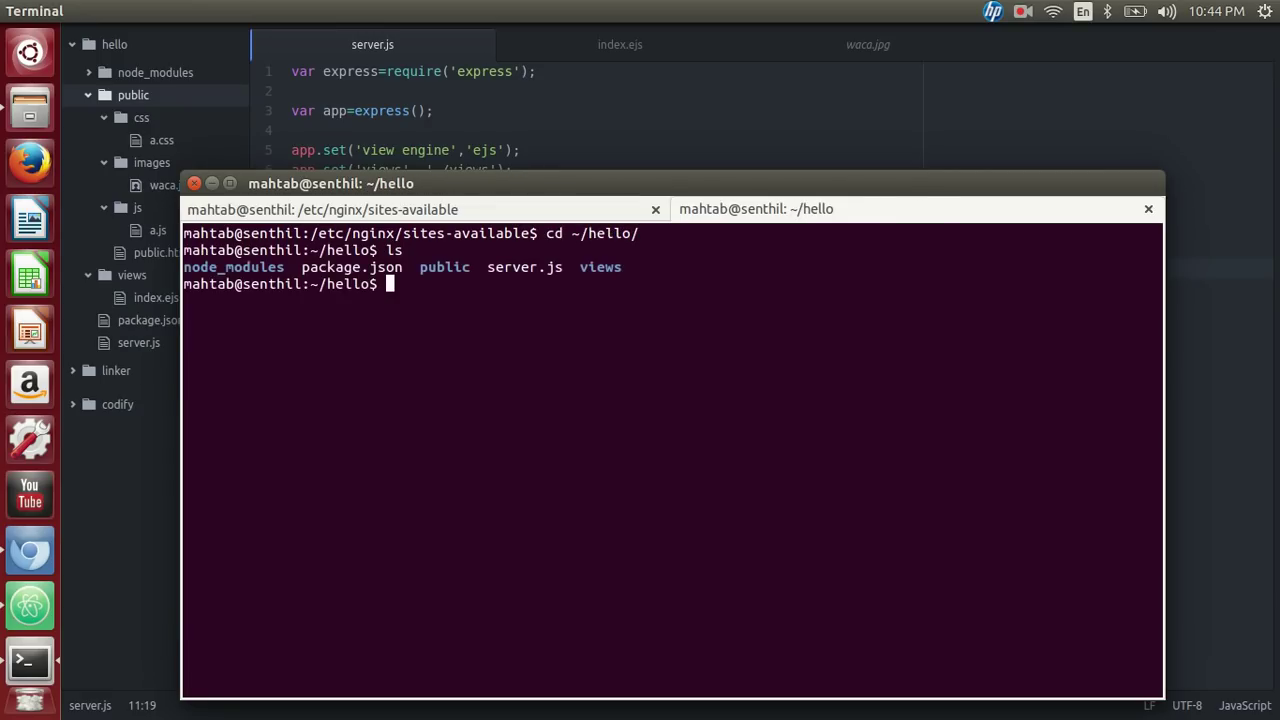 Terminal
En
10:44 PM
hello
node_modules
public
css
a.css
images
waca.
js
a.js
public.ht
views
index.ejs
package.json
server.js
linker
codify
server.js
index.ejs
waca.jpg
1 var express=require('express');
2
3 var app=express();
4
5 app.set('view engine','ejs');
mahtab@senthil: ~/hello
mahtab@senthil: /etc/nginx/sites-available
mahtab@senthil: ~/hello
mahtab@senthil:/etc/nginx/sites-available$ cd ~/hello/
mahtab@senthil:~/hello$ ls
node_modules package.json public server.js views
mahtab@senthil:~/hello$
hp
a
You
Tube
>_
server.js 11:19
LF UTF-8 JavaScript